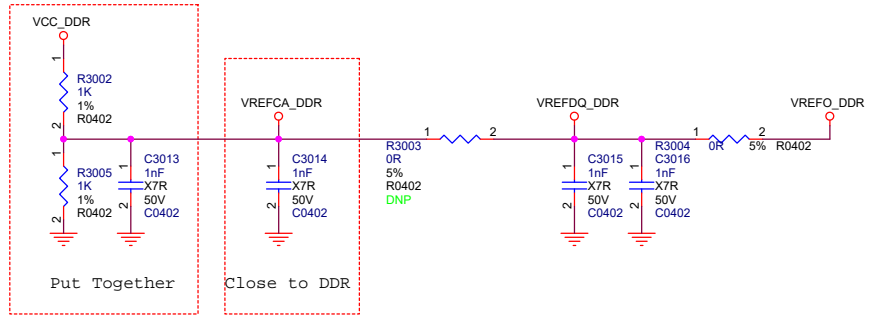 VCC_DDR
1
R3002
1K
1%
R0402
2
1
R3005
1K
1%
R0402
2
1
C3013
1nF
X7R
50V
C0402
2
Put Together
VREFCA_DDR
1
C3014
1nF
X7R
50V
C0402
2
Close to DDR
1 2
R3003
0R
5%
R0402
DNP
VREFDQ_DDR
1
C3015
1nF
X7R
50V
C0402
2
1 2
R3004
0R 5% R0402
1
C3016
1nF
X7R
50V
C0402
2
VREFO_DDR